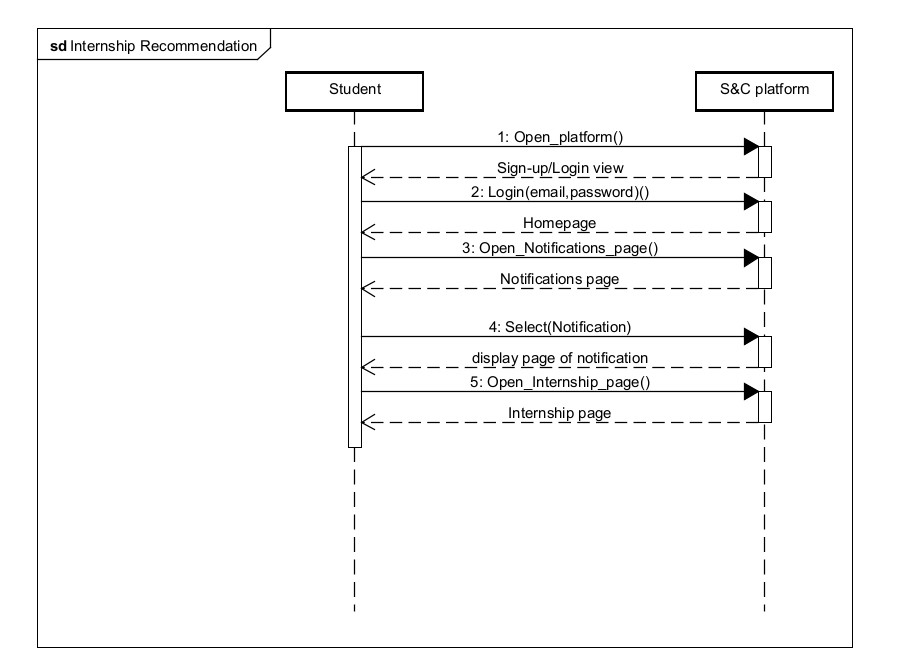 sd Internship Recommendation
Student
S&C platform
1: Open_platform()
Sign-up/Login view
2: Login(email,password)()
Homepage
3: Open_Notifications_page()
Notifications page
4: Select(Notification)
display page of notification
5: Open_Internship_page()
Internship page